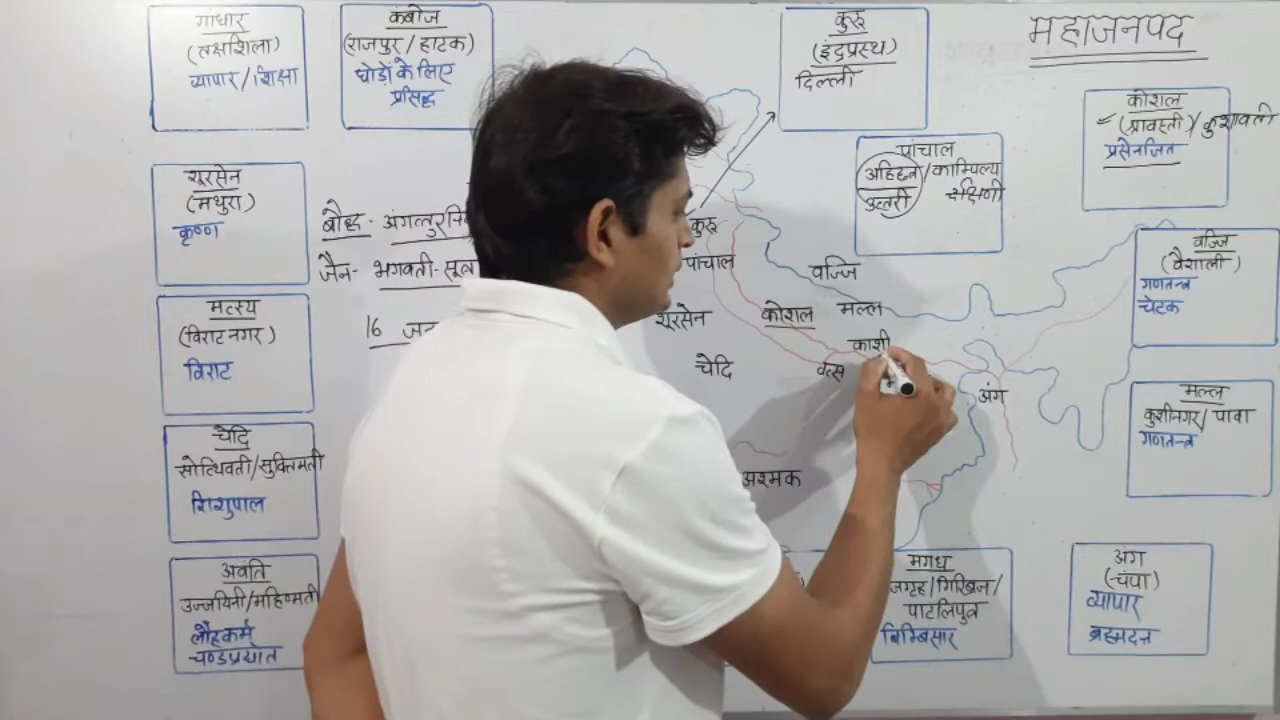 महाजनपद
गांधार
(तक्षशिला)
व्यापार/शिक्षा
कंबोज
(राजपुर/हाटक)
घोड़ों के लिए
प्रसिद्ध
कुरू
(इंद्रप्रस्थ)
दिल्ली
कोशल
(श्रावस्ती)/कुशावती
प्रसेनजित
पांचाल
अहिछत्र/काम्पिल्य
उत्तरी दक्षिणी
शूरसेन
(मथुरा)
कृष्ण
बौद्ध - अंगुत्तरनि
जैन - भगवती-सूत्र
16 जन
कुरू
पांचाल
वज्जि
शूरसेन
कोशल
मल्ल
काशी
चेदि
वत्स
अंग
अश्मक
वज्जि
(वैशाली)
गणतन्त्र
चेटक
मत्स्य
(विराटनगर)
विराट
मल्ल
कुशीनगर/पावा
गणतन्त्र
चेदि
सोत्थिवती/सुक्तिमती
शिशुपाल
अवंति
उज्जयिनी/महिष्मती
लौहकर्म
चण्डप्रद्योत
मगध
जगृह/गिरिब्रज/
पाटलिपुत्र
बिम्बिसार
अंग
(चंपा)
व्यापार
ब्रह्मदत्त